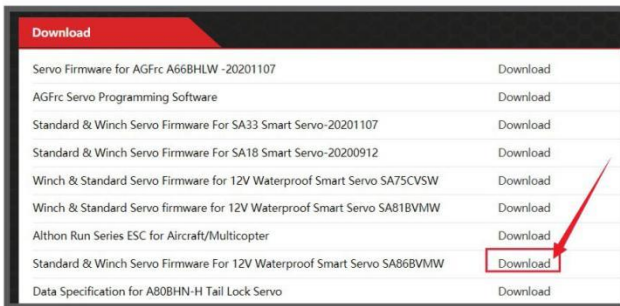 Download
Servo Firmware for AGFrc A66BHLW -20201107 Download
AGFrc Servo Programming Software Download
Standard & Winch Servo Firmware For SA33 Smart Servo-20201107 Download
Standard & Winch Servo Firmware For SA18 Smart Servo-20200912 Download
Winch & Standard Servo Firmware for 12V Waterproof Smart Servo SA75CVSW Download
Winch & Standard Servo firmware for 12V Waterproof Smart Servo SA81BVMW Download
Althon Run Series ESC for Aircraft/Multicopter Download
Standard & Winch Servo Firmware For 12V Waterproof Smart Servo SA86BVMW Download
Data Specification for A80BHN-H Tail Lock Servo Download